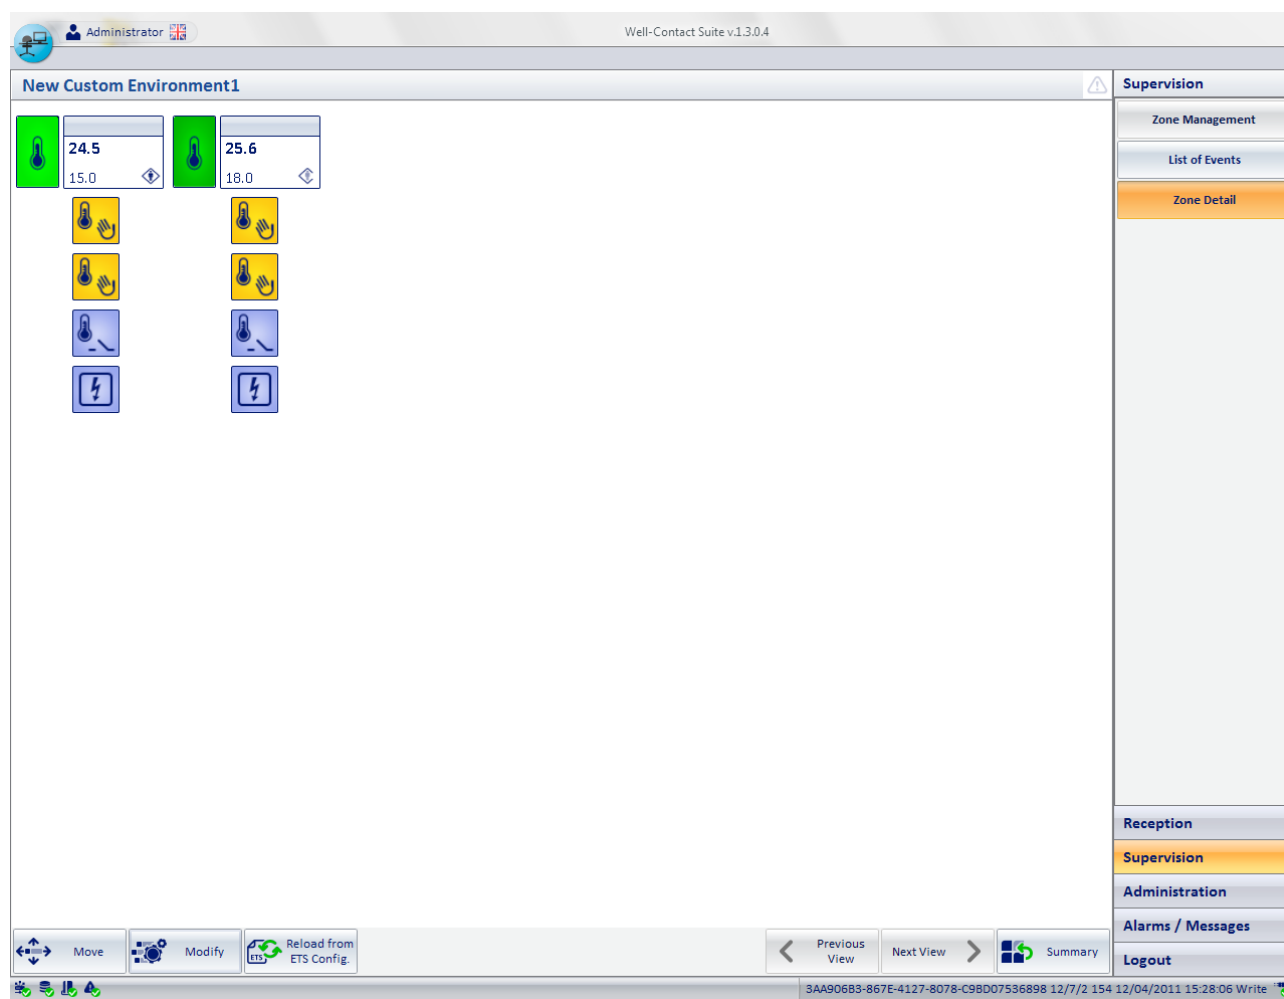 Administrator
Well-Contact Suite v.1.3.0.4
New Custom Environment1
Supervision
Zone Management
List of Events
Zone Detail
24.5
15.0
25.6
18.0
Reception
Supervision
Administration
Alarms / Messages
Logout
Move
Modify
ETS
Reload from
ETS Config.
Previous
View
Next View
Summary
3AA906B3-867E-4127-8078-C9BD07536898 12/7/2 154 12/04/2011 15:28:06 Write